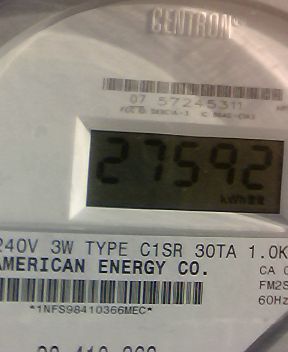 CENTRON
07 57245311
27592
kWh
240V 3W TYPE C1SR 30TA 1.0K
AMERICAN ENERGY CO.
CA 0
FM2S
60Hz
*1NFS98410366MEC*